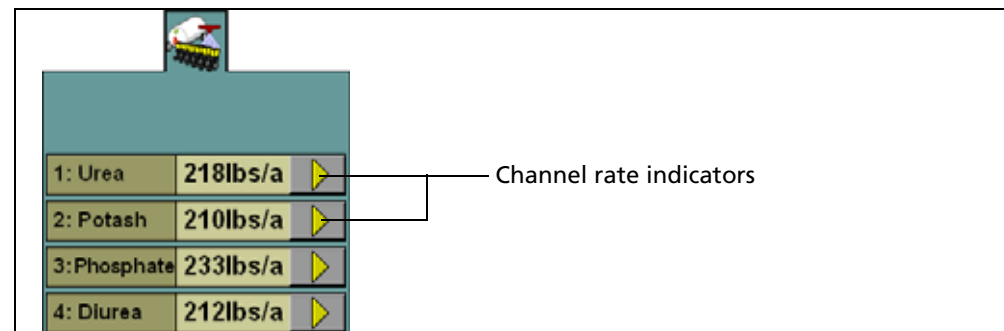 1: Urea 218lbs/a Channel rate indicators
2: Potash 210lbs/a
3:Phosphate 233lbs/a
4: Diurea 212lbs/a